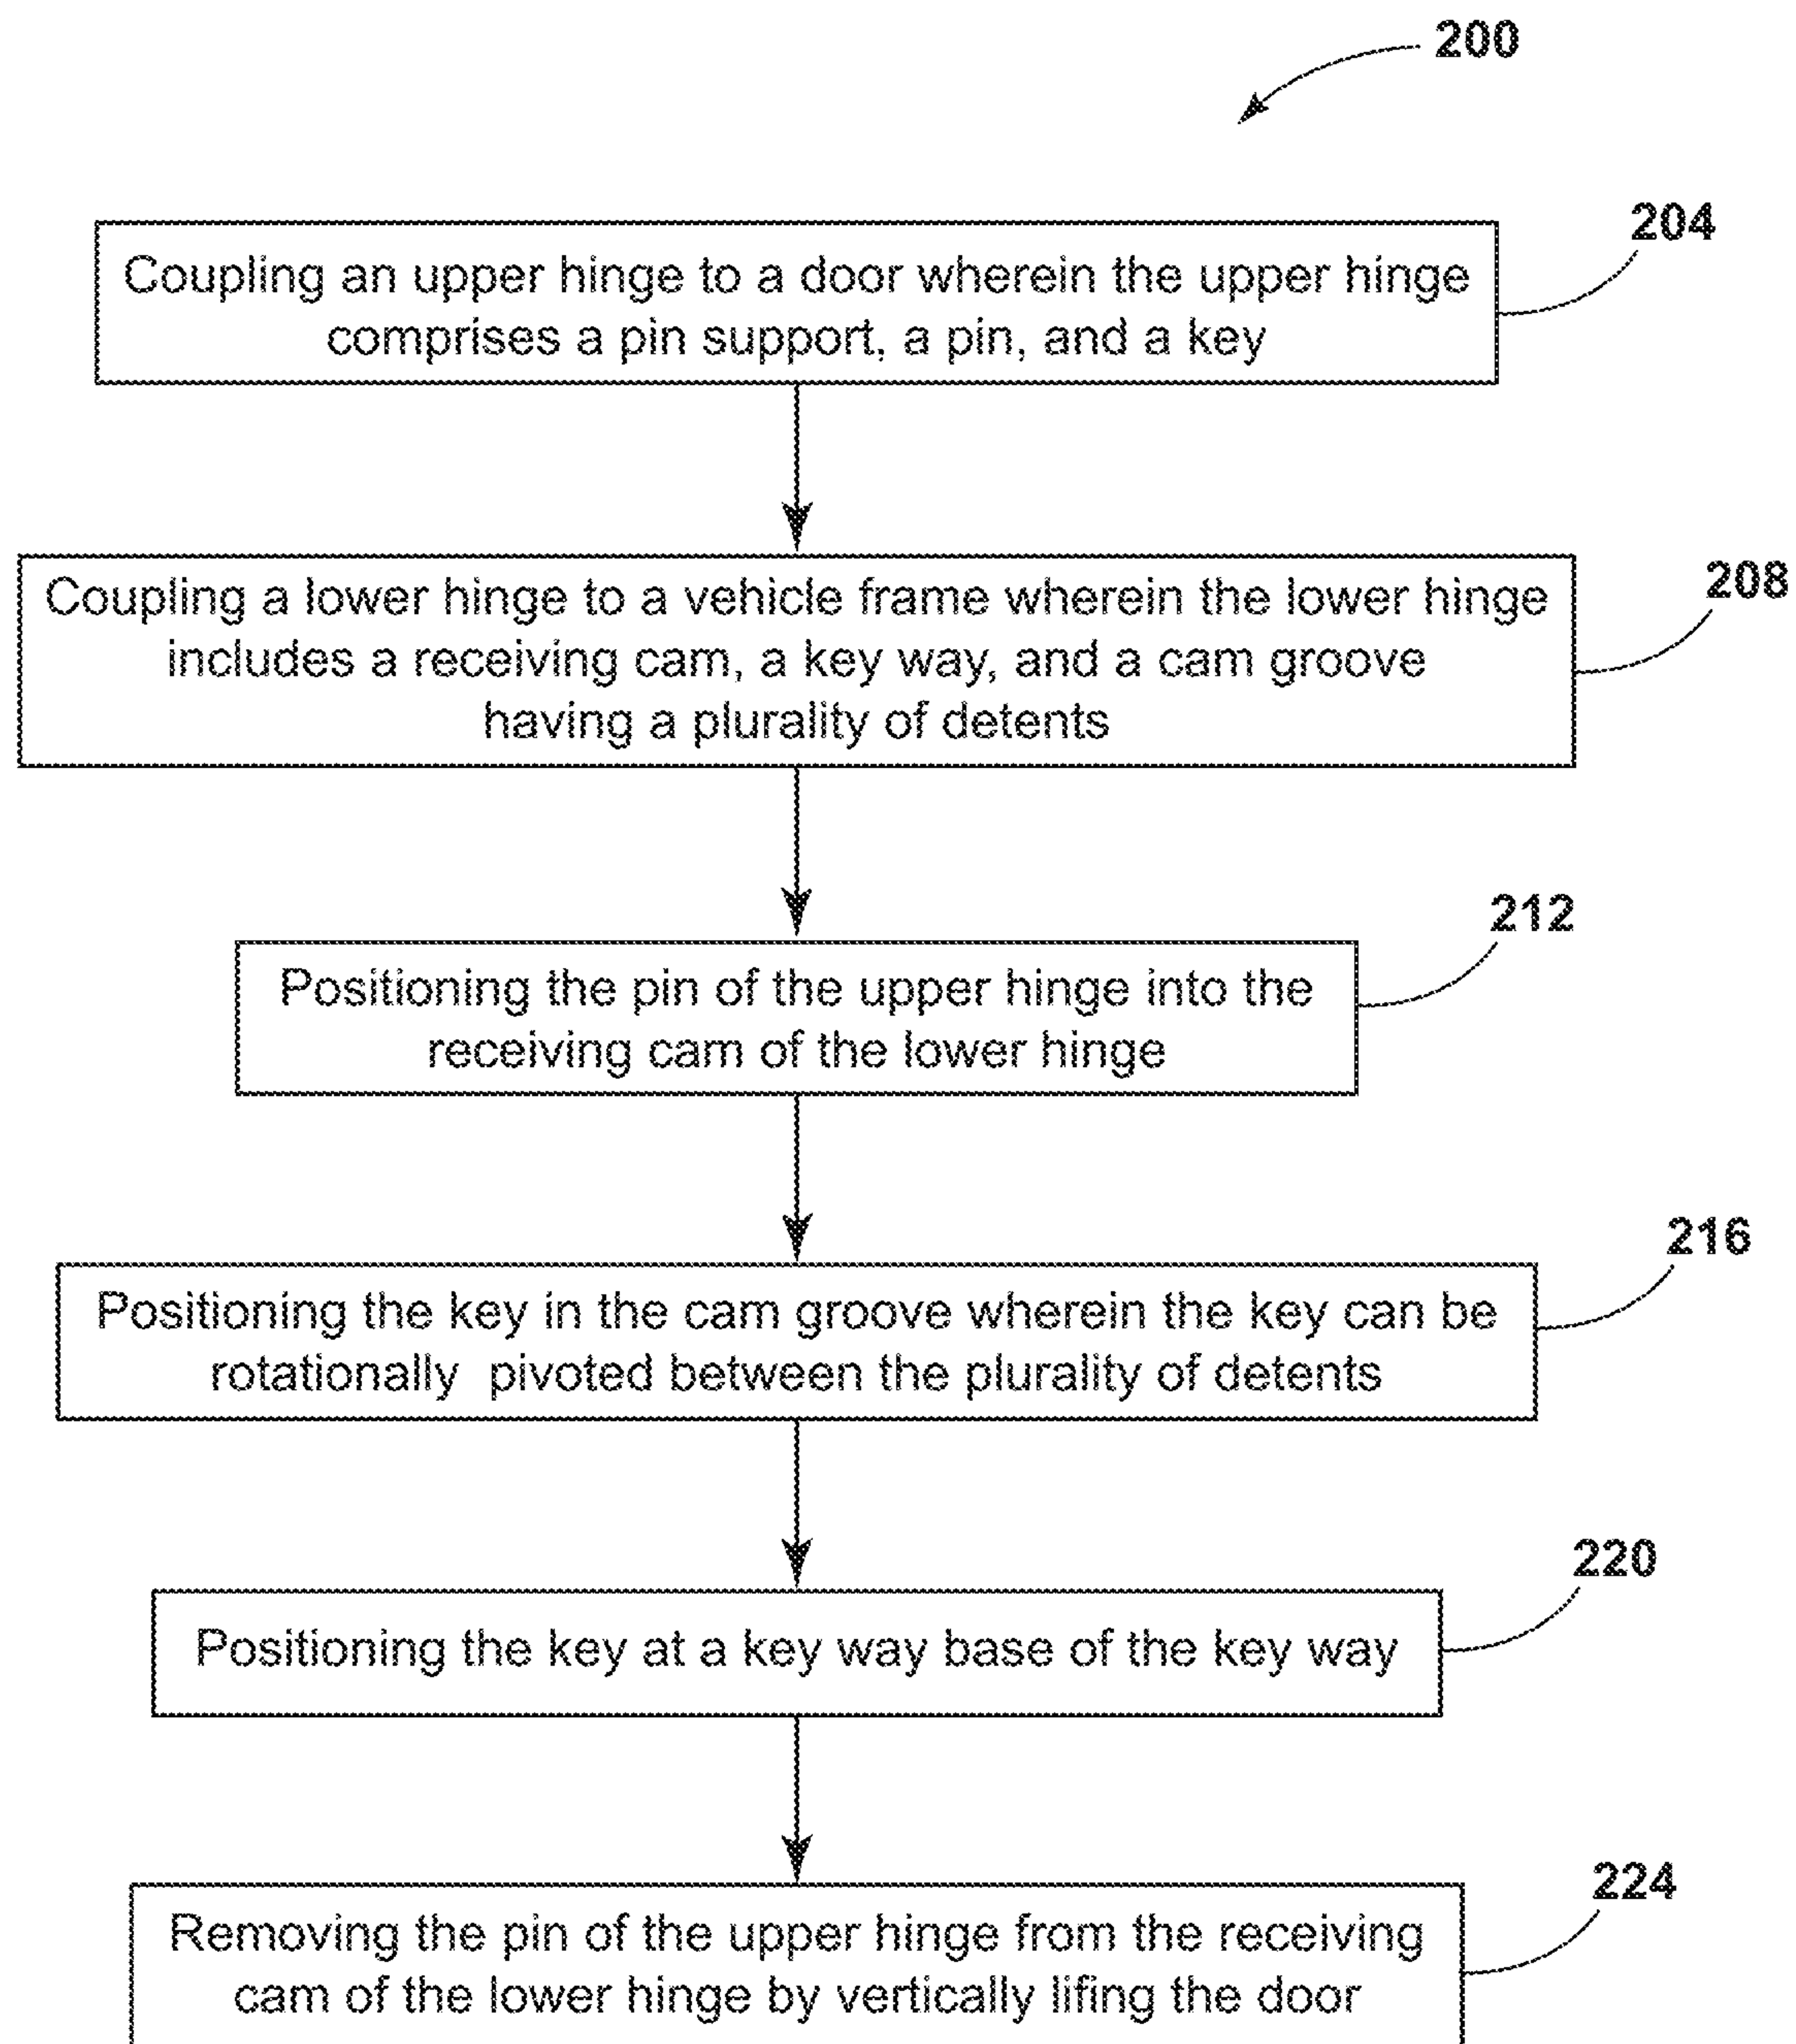 200
204
Coupling an upper hinge to a door wherein the upper hinge
comprises a pin support, a pin, and a key
208
Coupling a lower hinge to a vehicle frame wherein the lower hinge
includes a receiving cam, a key way, and a cam groove
having a plurality of detents
212
Positioning the pin of the upper hinge into the
receiving cam of the lower hinge
216
Positioning the key in the cam groove wherein the key can be
rotationally pivoted between the plurality of detents
220
Positioning the key at a key way base of the key way
224
Removing the pin of the upper hinge from the receiving
cam of the lower hinge by vertically lifing the door